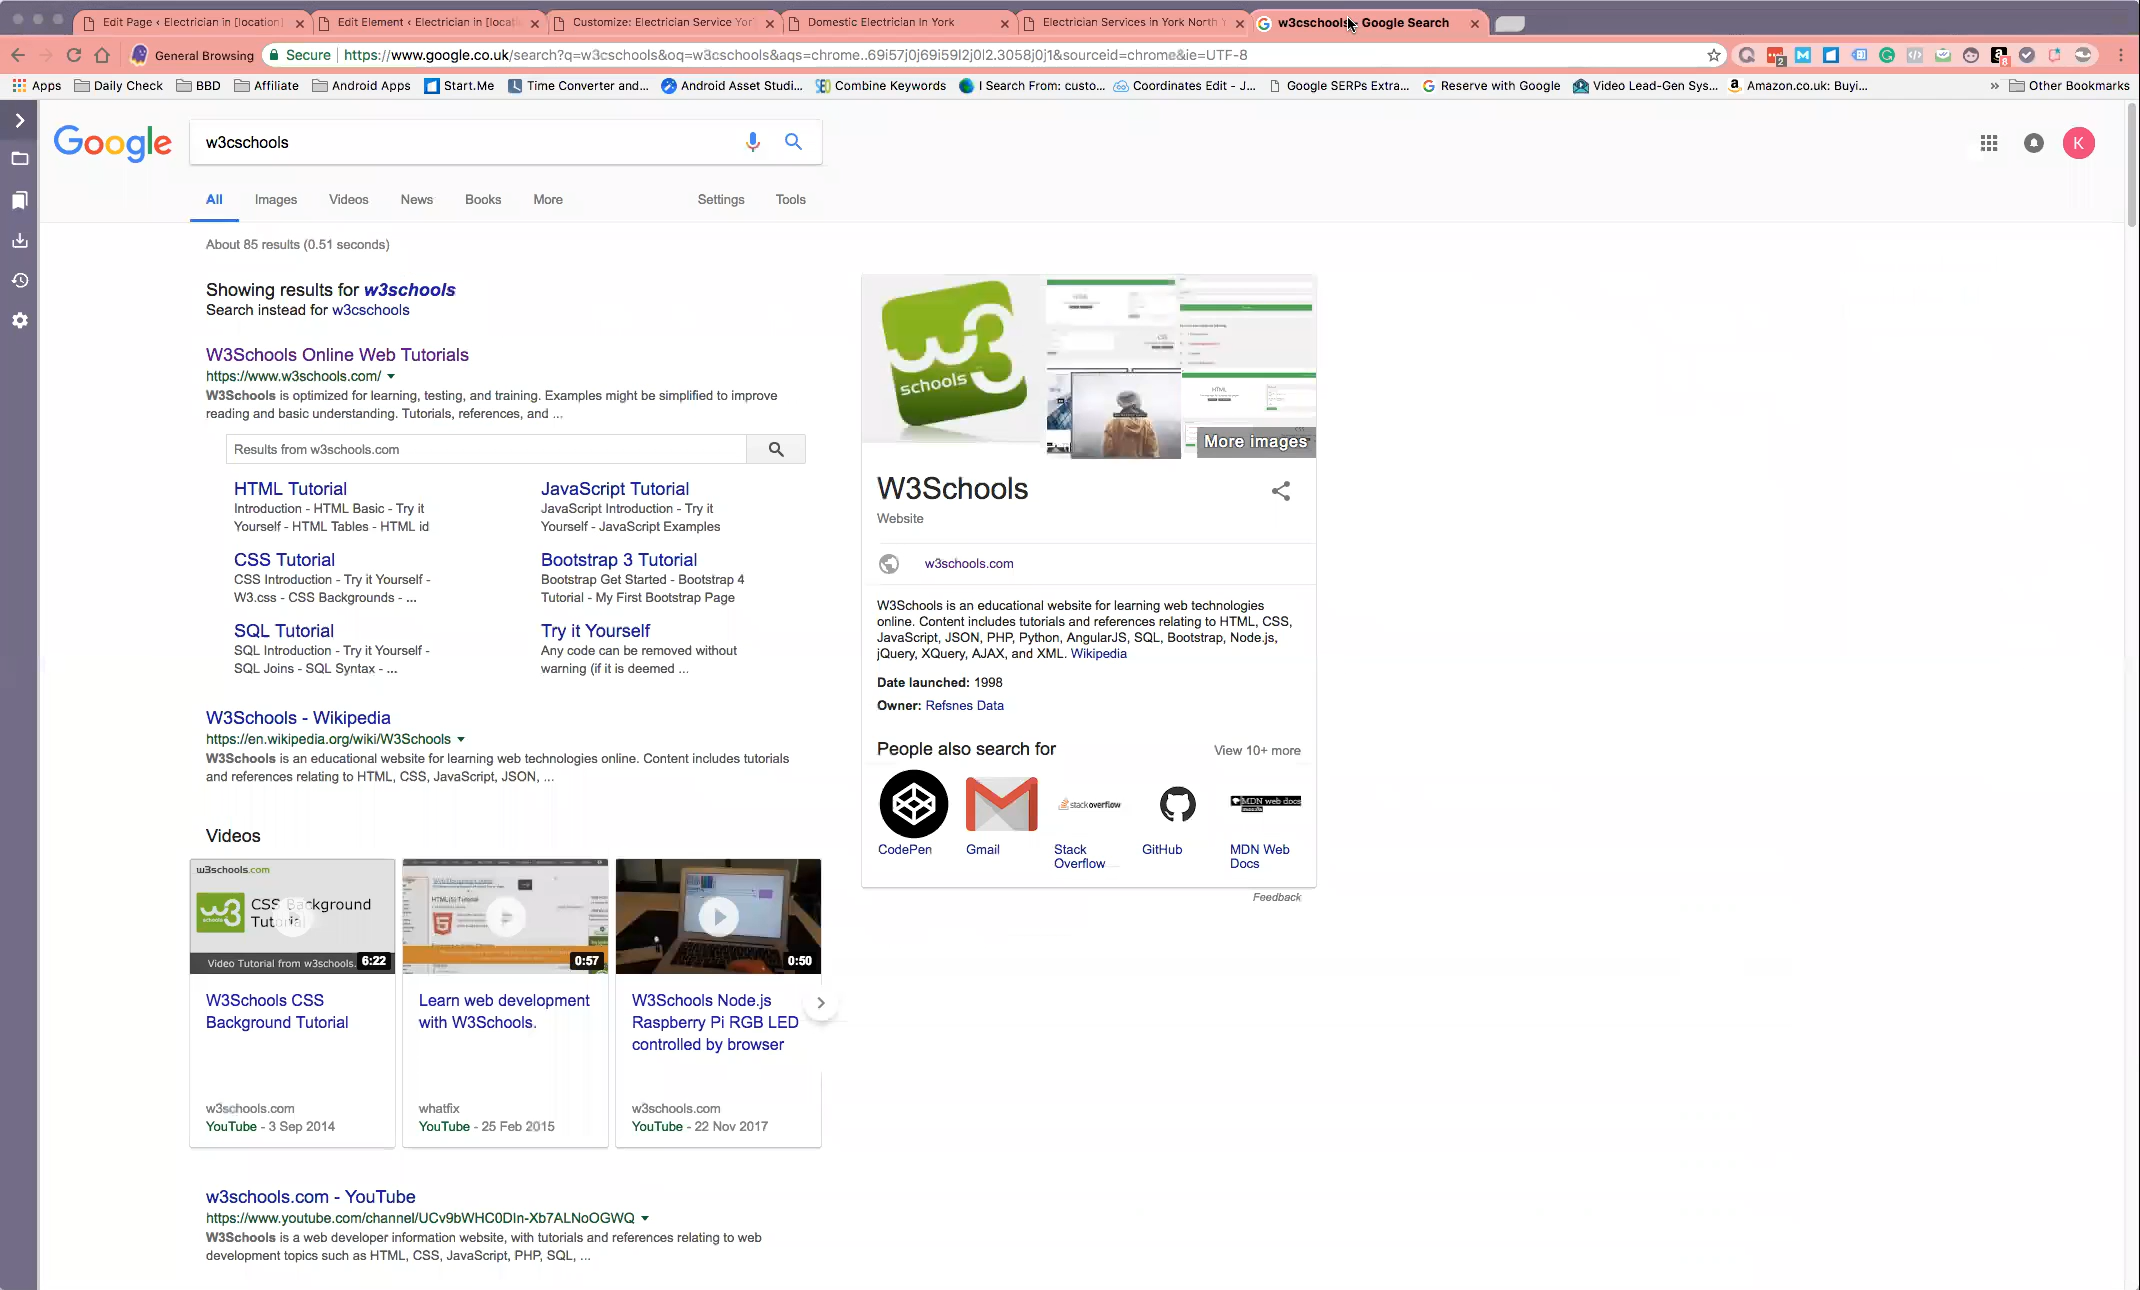 Edit Page ‹ Electrician in [location]
Edit Element ‹ Electrician in [locat
Customize: Electrician Service Yor
Domestic Electrician In York
Electrician Services in York North Y
w3cschools - Google Search
General Browsing
Secure
https://www.google.co.uk/search?q=w3cschools&oq=w3cschools&aqs=chrome..69i57j0j69i59l2j0l2.3058j0j1&sourceid=chrome&ie=UTF-8
Apps
Daily Check
BBD
Affiliate
Android Apps
Start.Me
Time Converter and...
Android Asset Studi...
Combine Keywords
I Search From: custo...
Coordinates Edit - J...
Google SERPs Extra...
Reserve with Google
Video Lead-Gen Sys...
Amazon.co.uk: Buyi...
»
Other Bookmarks
Google
w3cschools
K
All
Images
Videos
News
Books
More
Settings
Tools
About 85 results (0.51 seconds)
Showing results for w3schools
Search instead for w3cschools
W3Schools Online Web Tutorials
https://www.w3schools.com/
W3Schools is optimized for learning, testing, and training. Examples might be simplified to improve
reading and basic understanding. Tutorials, references, and ...
Results from w3schools.com
HTML Tutorial
Introduction - HTML Basic - Try it
Yourself - HTML Tables - HTML id
JavaScript Tutorial
JavaScript Introduction - Try it
Yourself - JavaScript Examples
CSS Tutorial
CSS Introduction - Try it Yourself -
W3.css - CSS Backgrounds - ...
Bootstrap 3 Tutorial
Bootstrap Get Started - Bootstrap 4
Tutorial - My First Bootstrap Page
SQL Tutorial
SQL Introduction - Try it Yourself -
SQL Joins - SQL Syntax - ...
Try it Yourself
Any code can be removed without
warning (if it is deemed ...
W3Schools - Wikipedia
https://en.wikipedia.org/wiki/W3Schools
W3Schools is an educational website for learning web technologies online. Content includes tutorials
and references relating to HTML, CSS, JavaScript, JSON, ...
Videos
w3schools.com
CSS Background
Tutorial
Video Tutorial from w3schools.
6:22
0:57
0:50
W3Schools CSS
Background Tutorial
w3schools.com
YouTube - 3 Sep 2014
Learn web development
with W3Schools.
whatfix
YouTube - 25 Feb 2015
W3Schools Node.js
Raspberry Pi RGB LED
controlled by browser
w3schools.com
YouTube - 22 Nov 2017
w3schools.com - YouTube
https://www.youtube.com/channel/UCv9bWHC0DIn-Xb7ALNoOGWQ
W3Schools is a web developer information website, with tutorials and references relating to web
development topics such as HTML, CSS, JavaScript, PHP, SQL, ...
w3
schools
More images
W3Schools
Website
w3schools.com
W3Schools is an educational website for learning web technologies
online. Content includes tutorials and references relating to HTML, CSS,
JavaScript, JSON, PHP, Python, AngularJS, SQL, Bootstrap, Node.js,
jQuery, XQuery, AJAX, and XML. Wikipedia
Date launched: 1998
Owner: Refsnes Data
People also search for
View 10+ more
stackoverflow
MDN web docs
CodePen
Gmail
Stack
Overflow
GitHub
MDN Web
Docs
Feedback